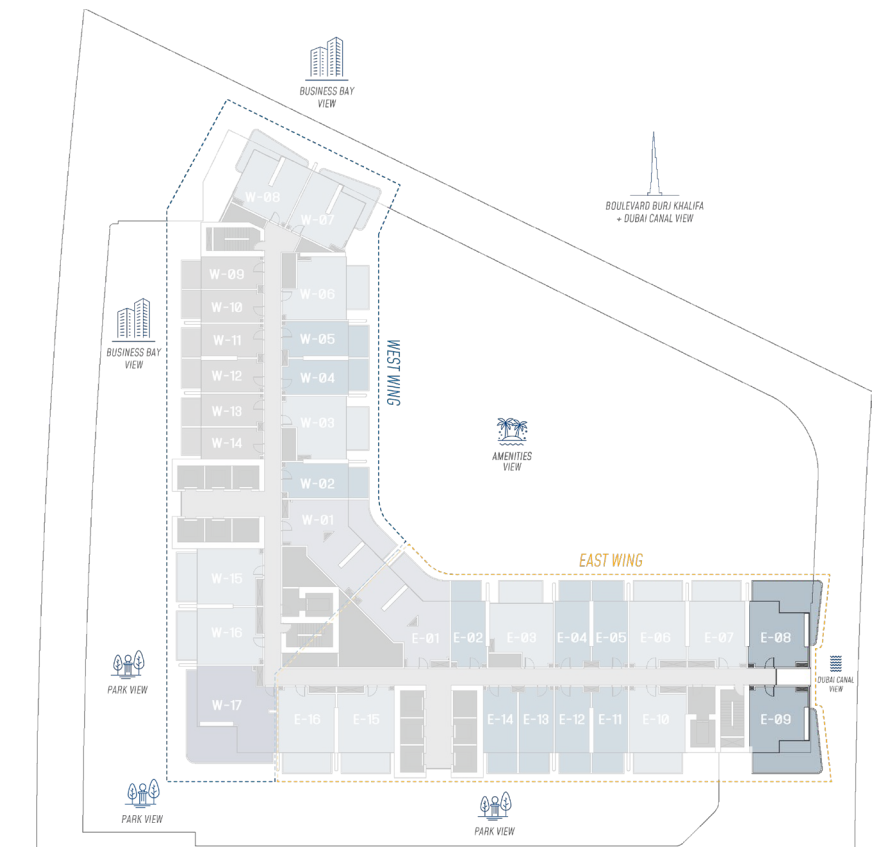 BUSINESS BAY
VIEW
BOULEVARD BURJ KHALIFA
+ DUBAI CANAL VIEW
W-08
W-07
W-09
W-06
W-10
W-11
W-05
BUSINESS BAY
VIEW
WEST WING
W-12
W-04
W-13
W-03
W-14
AMENITIES
VIEW
W-02
W-01
EAST WING
W-15
W-16
E-01
E-02
E-03
E-04
E-05
E-06
E-07
E-08
DUBAI CANAL
VIEW
PARK VIEW
W-17
E-16
E-15
E-14
E-13
E-12
E-11
E-10
E-09
PARK VIEW
PARK VIEW